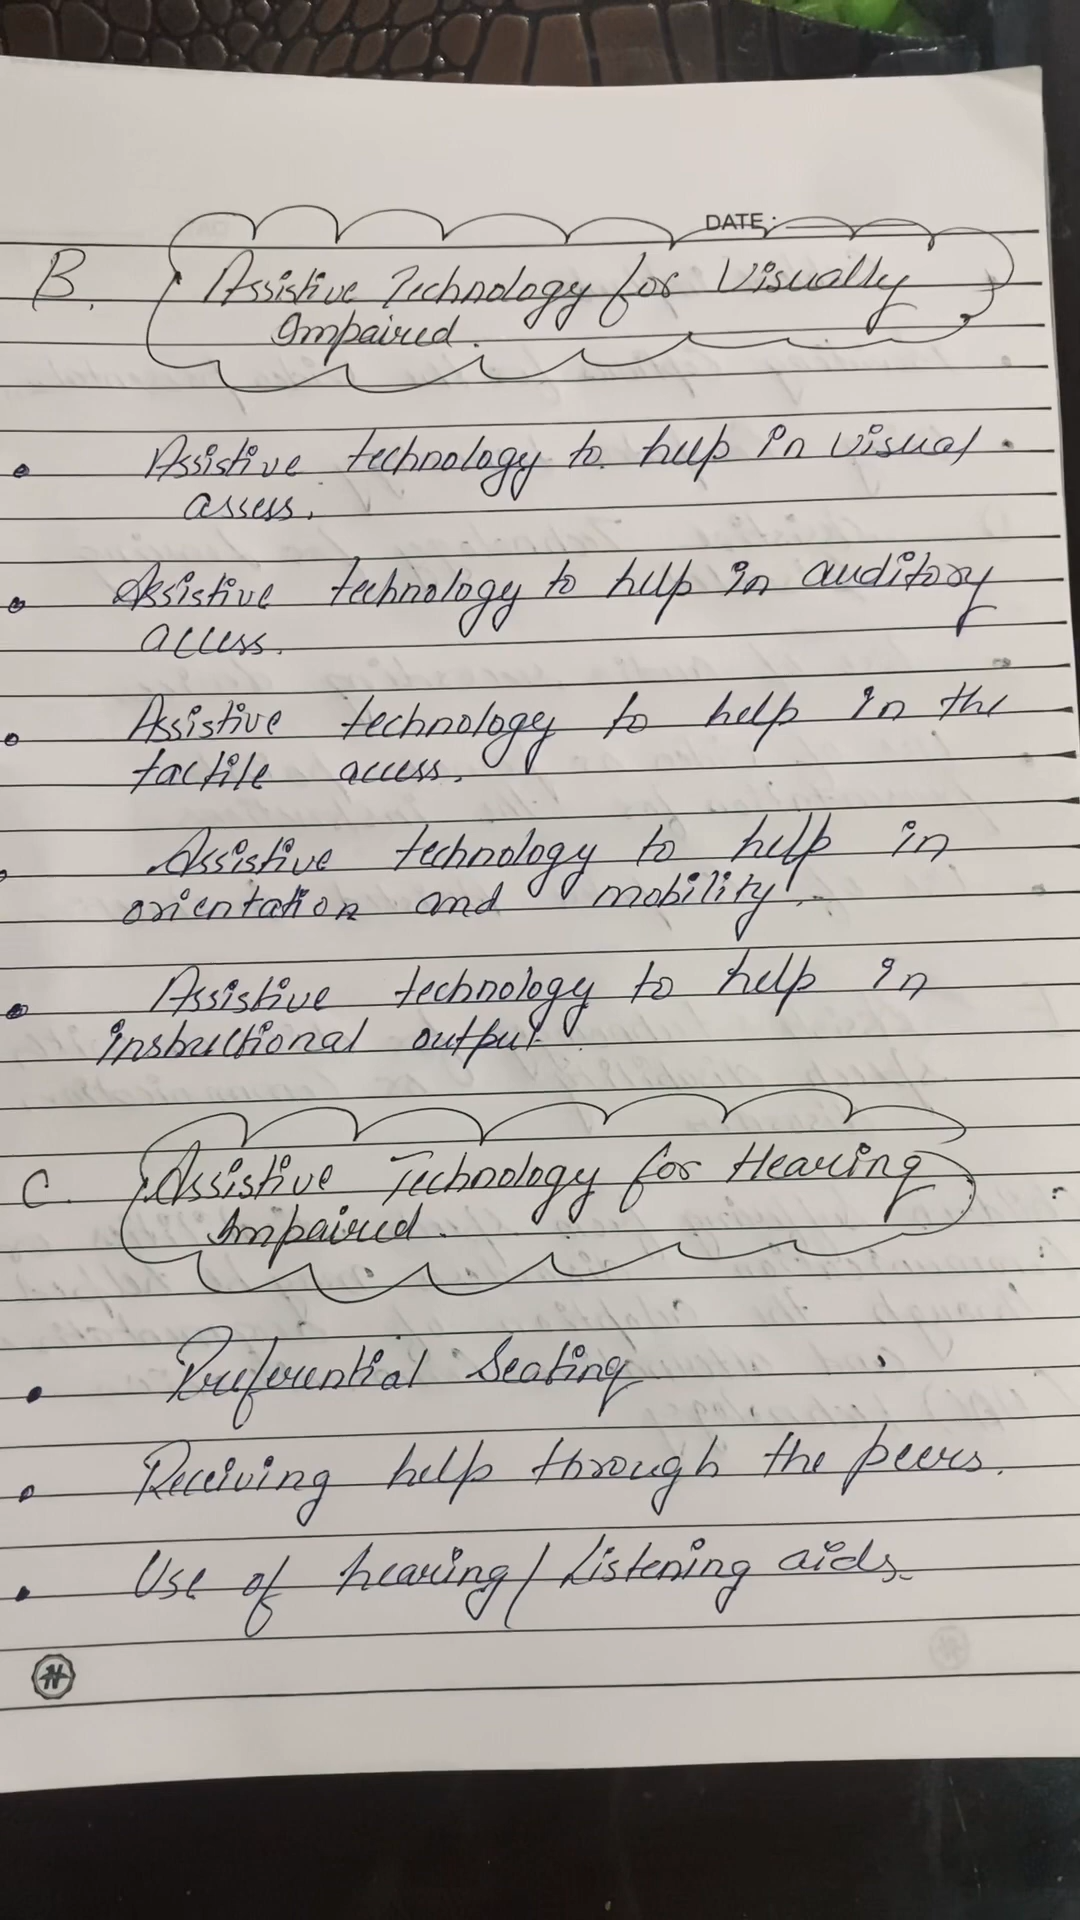 DATE:
B. Assistive Technology for Visually
Impaired.
• Assistive technology to help in visual
assess.
• Assistive technology to help in auditory
access.
• Assistive technology to help in the
tactile access.
• Assistive technology to help in
orientation and mobility.
• Assistive technology to help in
instructional output.
C. Assistive Technology for Hearing
Impaired.
• Preferential Seating
• Receiving help through the peers.
• Use of hearing/Listening aids.